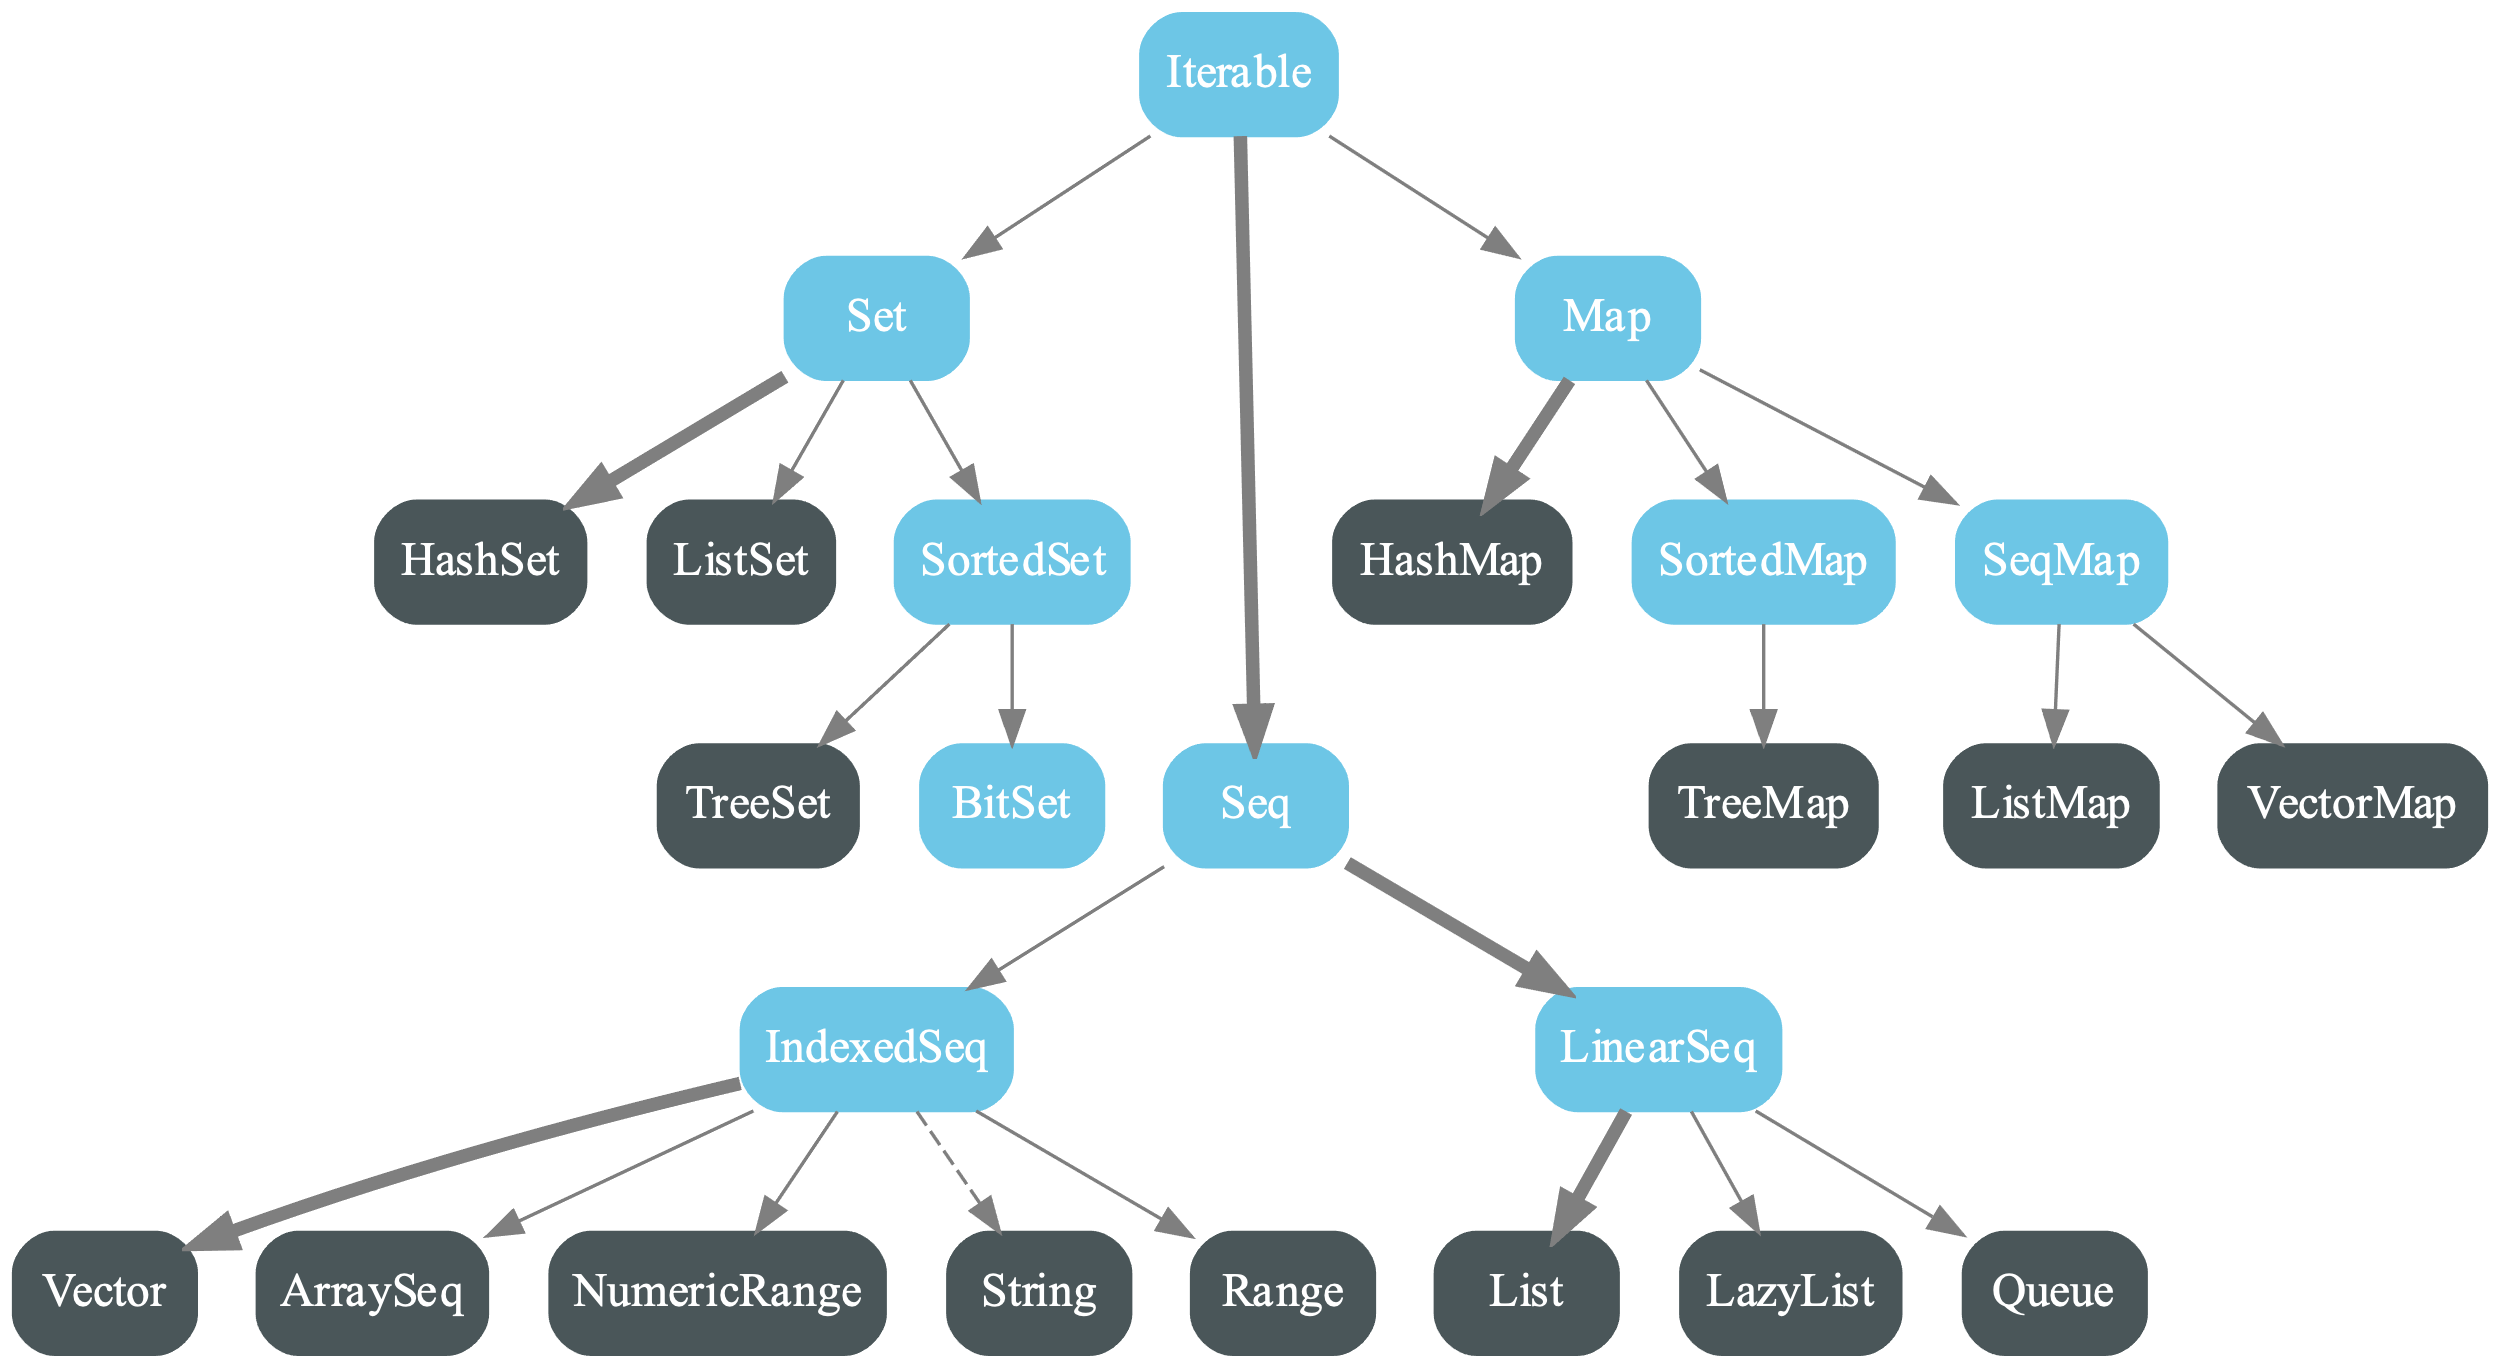 Iterable
Set
Map
HashSet
ListSet
SortedSet
HashMap
SortedMap
SeqMap
TreeSet
BitSet
Seq
TreeMap
ListMap
VectorMap
IndexedSeq
LinearSeq
Vector
ArraySeq
NumericRange
String
Range
List
LazyList
Queue